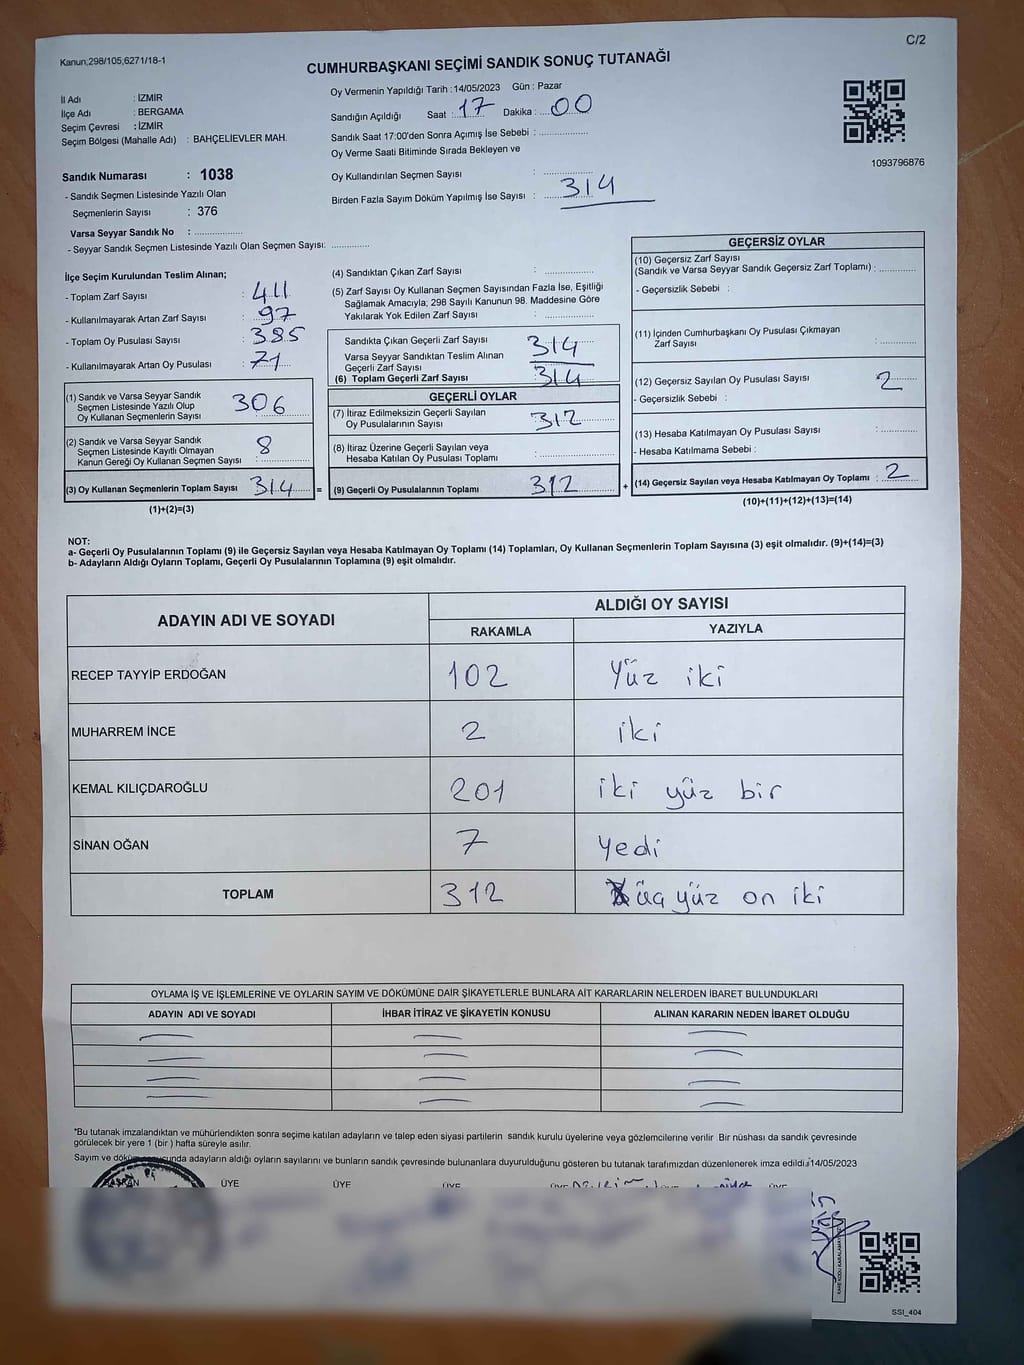 C/2
Kanun;298/105,6271/18-1
CUMHURBAŞKANI SEÇİMİ SANDIK SONUÇ TUTANAĞI
İl Adı : İZMİR
İlçe Adı : BERGAMA
Seçim Çevresi : İZMİR
Seçim Bölgesi (Mahalle Adı) : BAHÇELİEVLER MAH.
Sandık Numarası : 1038
- Sandık Seçmen Listesinde Yazılı Olan
Seçmenlerin Sayısı : 376
Varsa Seyyar Sandık No : ..................
- Seyyar Sandık Seçmen Listesinde Yazılı Olan Seçmen Sayısı: ..............
Oy Vermenin Yapıldığı Tarih : 14/05/2023 Gün : Pazar
Sandığın Açıldığı Saat : 17 Dakika : 00
Sandık Saat 17:00'den Sonra Açımış İse Sebebi : ..................
Oy Verme Saati Bitiminde Sırada Bekleyen ve
Oy Kullandırılan Seçmen Sayısı : ..................
Birden Fazla Sayım Döküm Yapılmış İse Sayısı : 314
1093796876
İlçe Seçim Kurulundan Teslim Alınan;
- Toplam Zarf Sayısı : 411
- Kullanılmayarak Artan Zarf Sayısı : 97
- Toplam Oy Pusulası Sayısı : 385
- Kullanılmayarak Artan Oy Pusulası : 71
(1) Sandık ve Varsa Seyyar Sandık
Seçmen Listesinde Yazılı Olup
Oy Kullanan Seçmenlerin Sayısı 306
(2) Sandık ve Varsa Seyyar Sandık
Seçmen Listesinde Kayıtlı Olmayan
Kanun Gereği Oy Kullanan Seçmen Sayısı : 8
(3) Oy Kullanan Seçmenlerin Toplam Sayısı : 314 =
(1)+(2)=(3)
(4) Sandıktan Çıkan Zarf Sayısı : ..................
(5) Zarf Sayısı Oy Kullanan Seçmen Sayısından Fazla İse, Eşitliği
Sağlamak Amacıyla; 298 Sayılı Kanunun 98. Maddesine Göre
Yakılarak Yok Edilen Zarf Sayısı : ..................
Sandıkta Çıkan Geçerli Zarf Sayısı : 314
Varsa Seyyar Sandıktan Teslim Alınan
Geçerli Zarf Sayısı
(6) Toplam Geçerli Zarf Sayısı : 314
GEÇERLİ OYLAR
(7) İtiraz Edilmeksizin Geçerli Sayılan
Oy Pusulalarının Sayısı : 312
(8) İtiraz Üzerine Geçerli Sayılan veya
Hesaba Katılan Oy Pusulası Toplamı : ..................
(9) Geçerli Oy Pusulalarının Toplamı : 312 +
GEÇERSİZ OYLAR
(10) Geçersiz Zarf Sayısı
(Sandık ve Varsa Seyyar Sandık Geçersiz Zarf Toplamı) : .............
- Geçersizlik Sebebi :
(11) İçinden Cumhurbaşkanı Oy Pusulası Çıkmayan
Zarf Sayısı : .............
(12) Geçersiz Sayılan Oy Pusulası Sayısı : 2
- Geçersizlik Sebebi :
(13) Hesaba Katılmayan Oy Pusulası Sayısı : .............
- Hesaba Katılmama Sebebi :
(14) Geçersiz Sayılan veya Hesaba Katılmayan Oy Toplamı : 2
(10)+(11)+(12)+(13)=(14)
NOT:
a- Geçerli Oy Pusulalarının Toplamı (9) ile Geçersiz Sayılan veya Hesaba Katılmayan Oy Toplamı (14) Toplamları, Oy Kullanan Seçmenlerin Toplam Sayısına (3) eşit olmalıdır. (9)+(14)=(3)
b- Adayların Aldığı Oyların Toplamı, Geçerli Oy Pusulalarının Toplamına (9) eşit olmalıdır.
ADAYIN ADI VE SOYADI ALDIĞI OY SAYISI
RAKAMLA YAZIYLA
RECEP TAYYİP ERDOĞAN 102 Yüz iki
MUHARREM İNCE 2 iki
KEMAL KILIÇDAROĞLU 201 iki yüz bir
SİNAN OĞAN 7 Yedi
TOPLAM 312 üç yüz on iki
OYLAMA İŞ VE İŞLEMLERİNE VE OYLARIN SAYIM VE DÖKÜMÜNE DAİR ŞİKAYETLERLE BUNLARA AİT KARARLARIN NELERDEN İBARET BULUNDUKLARI
ADAYIN ADI VE SOYADI İHBAR İTİRAZ VE ŞİKAYETİN KONUSU ALINAN KARARIN NEDEN İBARET OLDUĞU
*Bu tutanak imzalandıktan ve mühürlendikten sonra seçime katılan adayların ve talep eden siyasi partilerin sandık kurulu üyelerine veya gözlemcilerine verilir Bir nüshası da sandık çevresinde
görülecek bir yere 1 (bir ) hafta süreyle asılır.
Sayım ve döküm sonucunda adayların aldığı oyların sayılarını ve bunların sandık çevresinde bulunanlara duyurulduğunu gösteren bu tutanak tarafımızdan düzenlenerek imza edildi.14/05/2023
BAŞKAN ÜYE ÜYE ÜYE ÜYE ÜYE
SSI_404